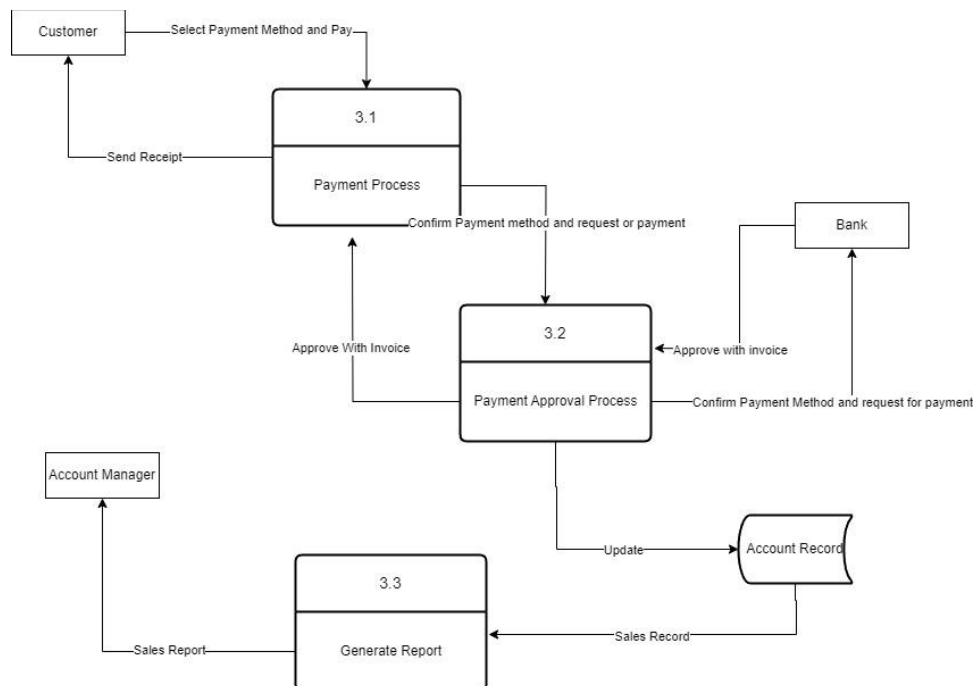 Customer
Select Payment Method and Pay
3.1
Send Receipt
Payment Process
Confirm Payment method and request or payment
Bank
3.2
Approve With Invoice
Approve with invoice
Payment Approval Process
Confirm Payment Method and request for payment
Account Manager
Update
Account Record
3.3
Sales Record
Sales Report
Generate Report